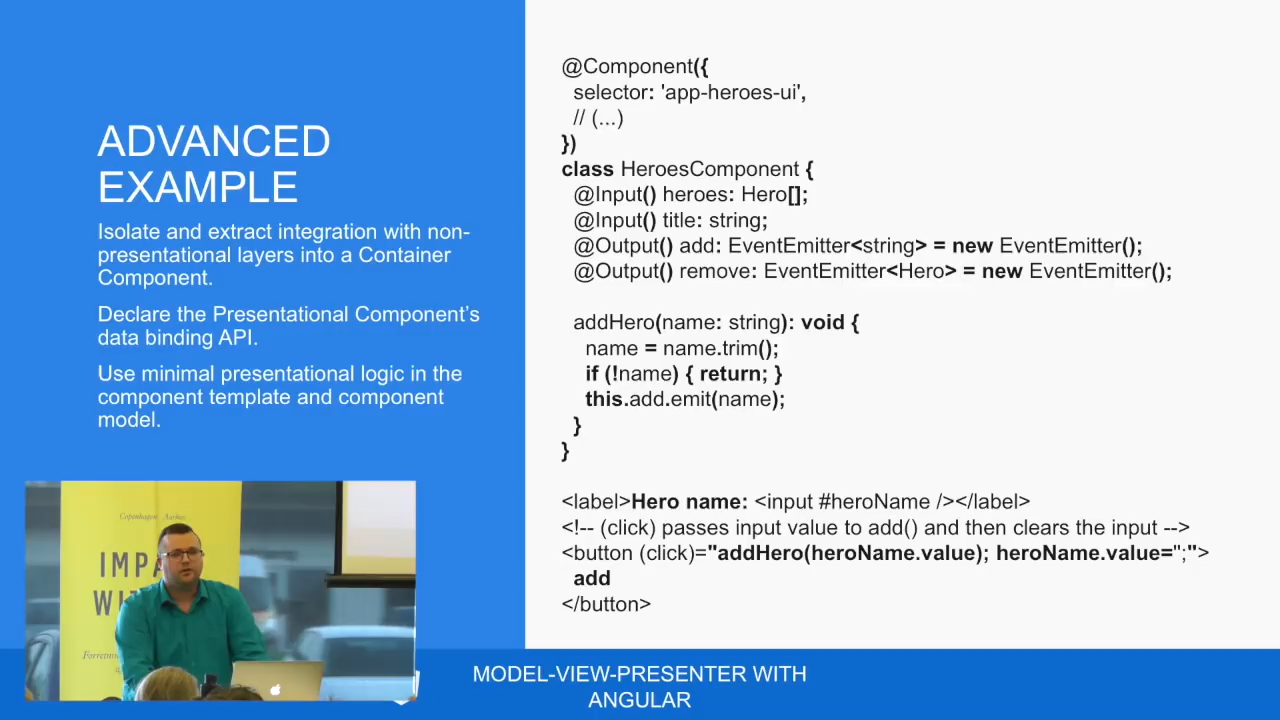 ADVANCED
EXAMPLE
Isolate and extract integration with non-
presentational layers into a Container
Component.
Declare the Presentational Component’s
data binding API.
Use minimal presentational logic in the
component template and component
model.
@Component({
selector: 'app-heroes-ui',
// (...)
})
class HeroesComponent {
@Input() heroes: Hero[];
@Input() title: string;
@Output() add: EventEmitter<string> = new EventEmitter();
@Output() remove: EventEmitter<Hero> = new EventEmitter();
addHero(name: string): void {
name = name.trim();
if (!name) { return; }
this.add.emit(name);
}
}
<label>Hero name: <input #heroName /></label>
<!-- (click) passes input value to add() and then clears the input -->
<button (click)="addHero(heroName.value); heroName.value='';">
add
</button>
Copenhagen Aarhus
MODEL-VIEW-PRESENTER WITH
ANGULAR